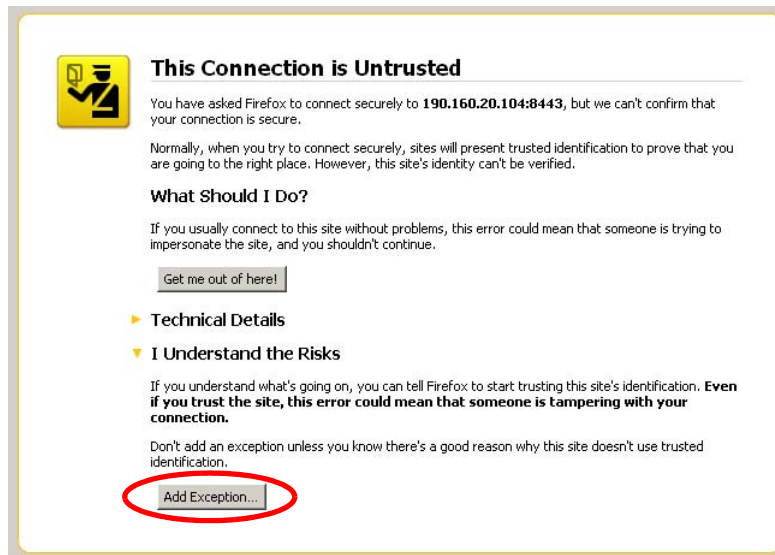 This Connection is Untrusted
You have asked Firefox to connect securely to 190.160.20.104:8443, but we can't confirm that
your connection is secure.
Normally, when you try to connect securely, sites will present trusted identification to prove that you
are going to the right place. However, this site's identity can't be verified.
What Should I Do?
If you usually connect to this site without problems, this error could mean that someone is trying to
impersonate the site, and you shouldn't continue.
Get me out of here!
Technical Details
I Understand the Risks
If you understand what's going on, you can tell Firefox to start trusting this site's identification. Even
if you trust the site, this error could mean that someone is tampering with your
connection.
Don't add an exception unless you know there's a good reason why this site doesn't use trusted
identification.
Add Exception...